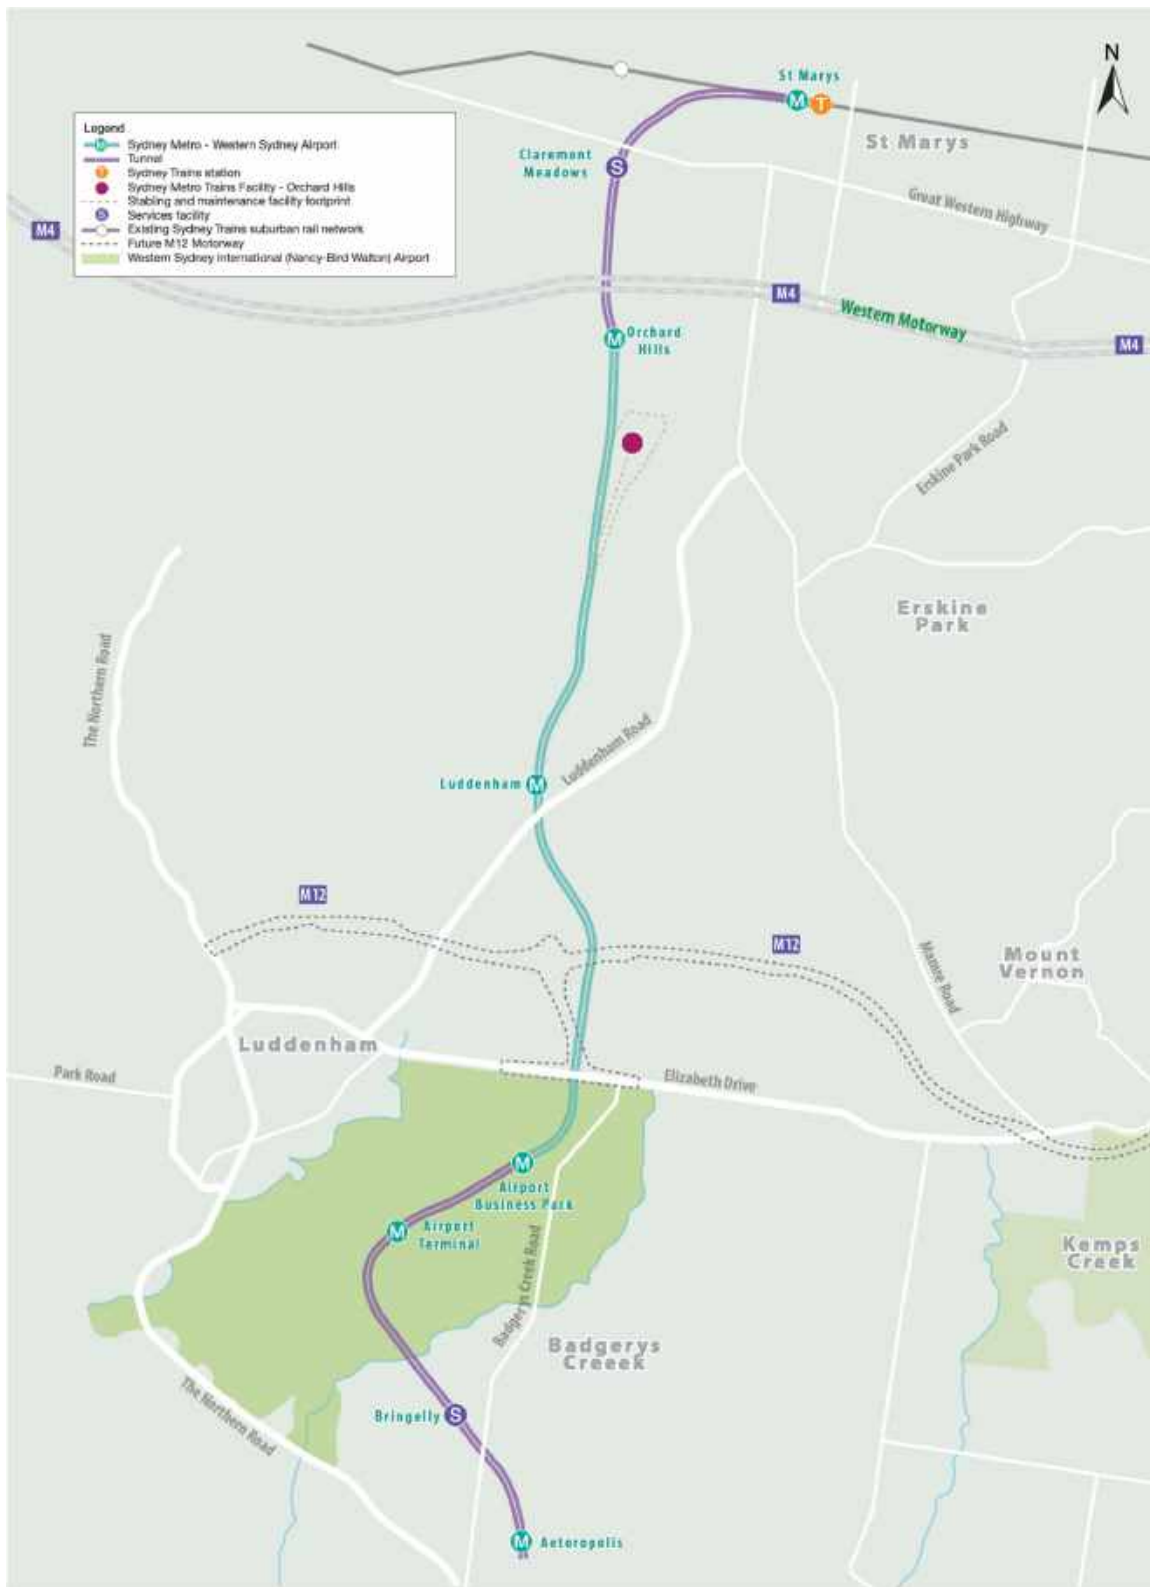 N
St Marys
M
T
St Marys
Legend
M Sydney Metro - Western Sydney Airport
Tunnel
T Sydney Trains station
Sydney Metro Trains Facility - Orchard Hills
Stabling and maintenance facility footprint
S Services facility
Existing Sydney Trains suburban rail network
Future M12 Motorway
Western Sydney International (Nancy-Bird Walton) Airport
Claremont
Meadows
S
Great Western Highway
M4
M4
Western Motorway
M4
M
Orchard
Hills
Erskine Park Road
Erskine
Park
The Northern Road
Luddenham Road
Luddenham
M
M12
M12
Mamre Road
Mount
Vernon
Luddenham
Park Road
Elizabeth Drive
M
Airport
Business Park
M
Airport
Terminal
Badgerys Creek Road
Kemps
Creek
Badgerys
Creeek
The Northern Road
Bringelly
S
M
Aetoropolis